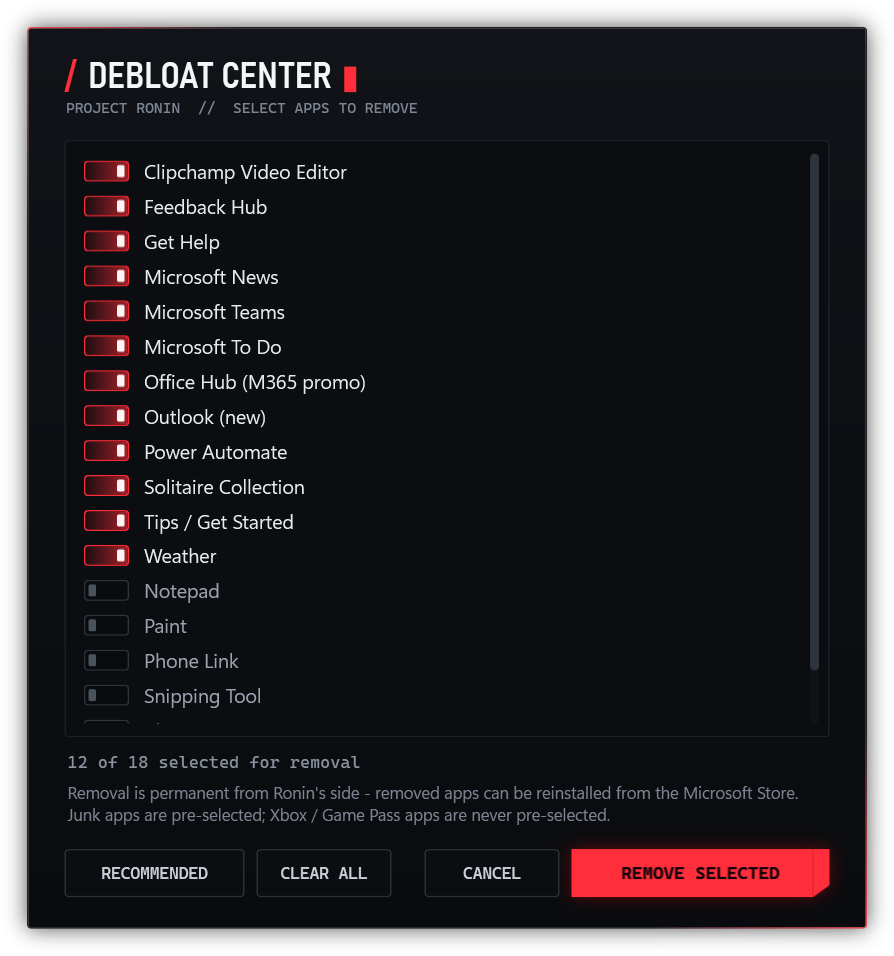 / DEBLOAT CENTER
PROJECT RONIN // SELECT APPS TO REMOVE
Clipchamp Video Editor
Feedback Hub
Get Help
Microsoft News
Microsoft Teams
Microsoft To Do
Office Hub (M365 promo)
Outlook (new)
Power Automate
Solitaire Collection
Tips / Get Started
Weather
Notepad
Paint
Phone Link
Snipping Tool
12 of 18 selected for removal
Removal is permanent from Ronin's side - removed apps can be reinstalled from the Microsoft Store.
Junk apps are pre-selected; Xbox / Game Pass apps are never pre-selected.
RECOMMENDED CLEAR ALL CANCEL REMOVE SELECTED